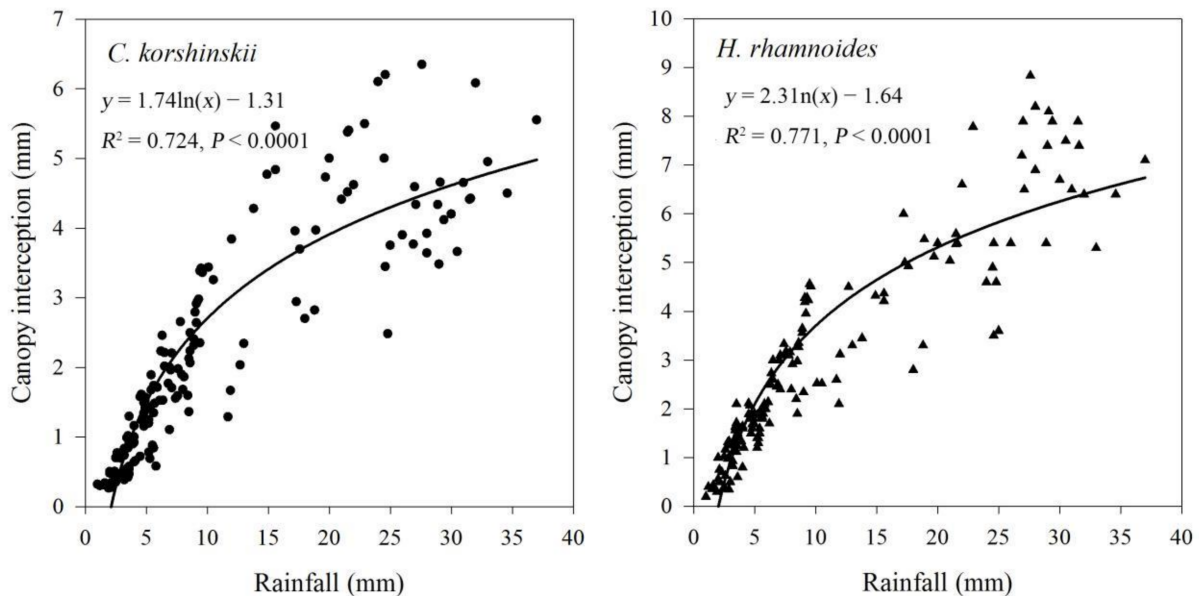 C. korshinskii
y = 1.74ln(x) − 1.31
R² = 0.724, P < 0.0001
Canopy interception (mm)
7
6
5
4
3
2
1
0
0 5 10 15 20 25 30 35 40
Rainfall (mm)
H. rhamnoides
y = 2.31n(x) − 1.64
R² = 0.771, P < 0.0001
Canopy interception (mm)
10
9
8
7
6
5
4
3
2
1
0
0 5 10 15 20 25 30 35 40
Rainfall (mm)